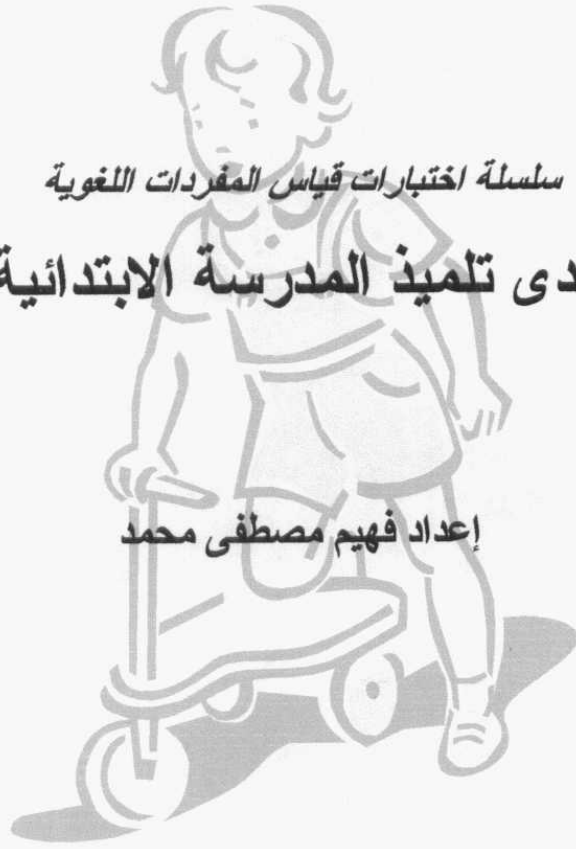 سلسلة اختبارات قياس المفردات اللغوية
دى تلميذ المدرسة الابتدائية
إعداد فهيم مصطفى محمد